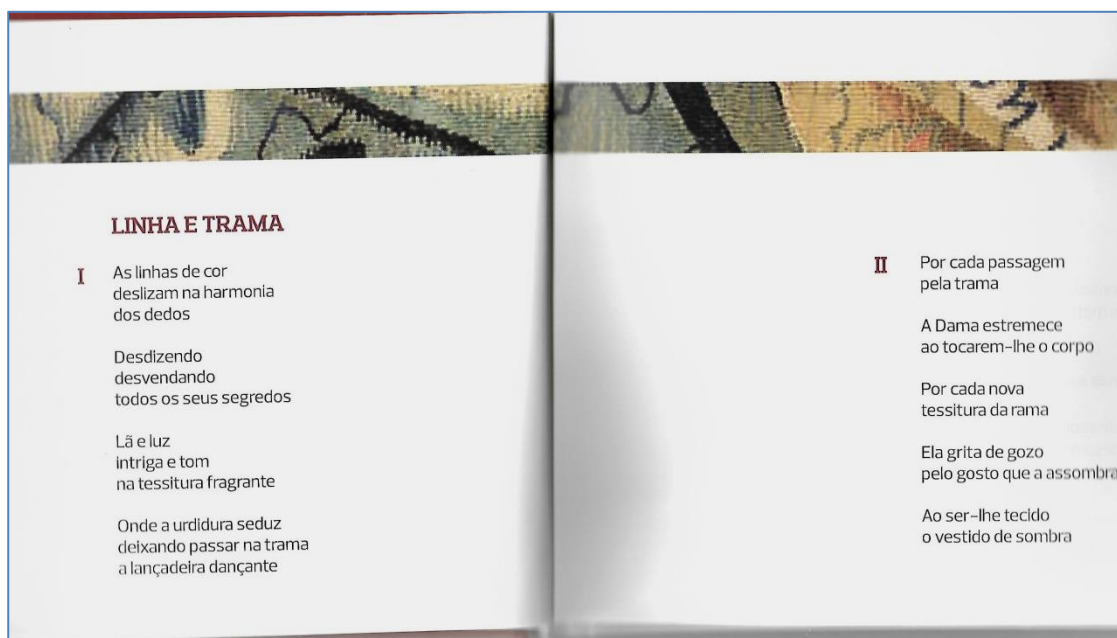 LINHA E TRAMA
I
As linhas de cor
deslizam na harmonia
dos dedos
Desdizendo
desvendando
todos os seus segredos
Lã e luz
intriga e tom
na tessitura fragrante
Onde a urdidura seduz
deixando passar na trama
a lançadeira dançante
II
Por cada passagem
pela trama
A Dama estremece
ao tocarem-lhe o corpo
Por cada nova
tessitura da rama
Ela grita de gozo
pelo gosto que a assombra
Ao ser-lhe tecido
o vestido de sombra